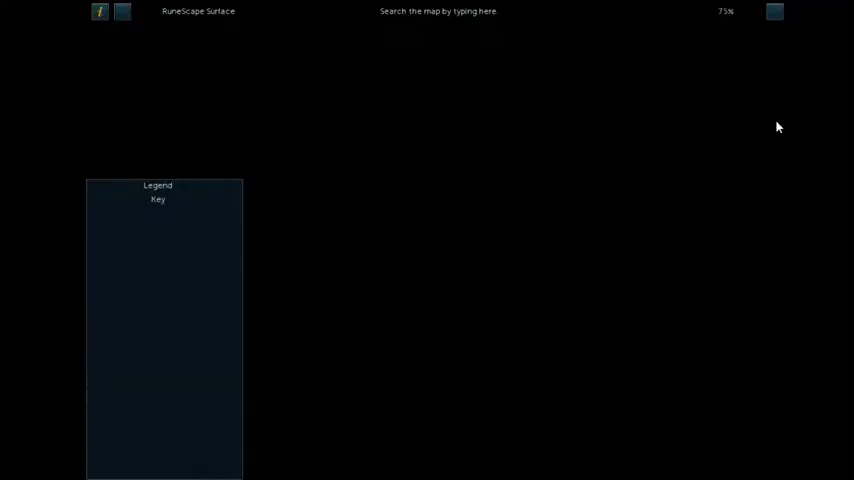 RuneScape Surface
Search the map by typing here.
75%
Legend
Key